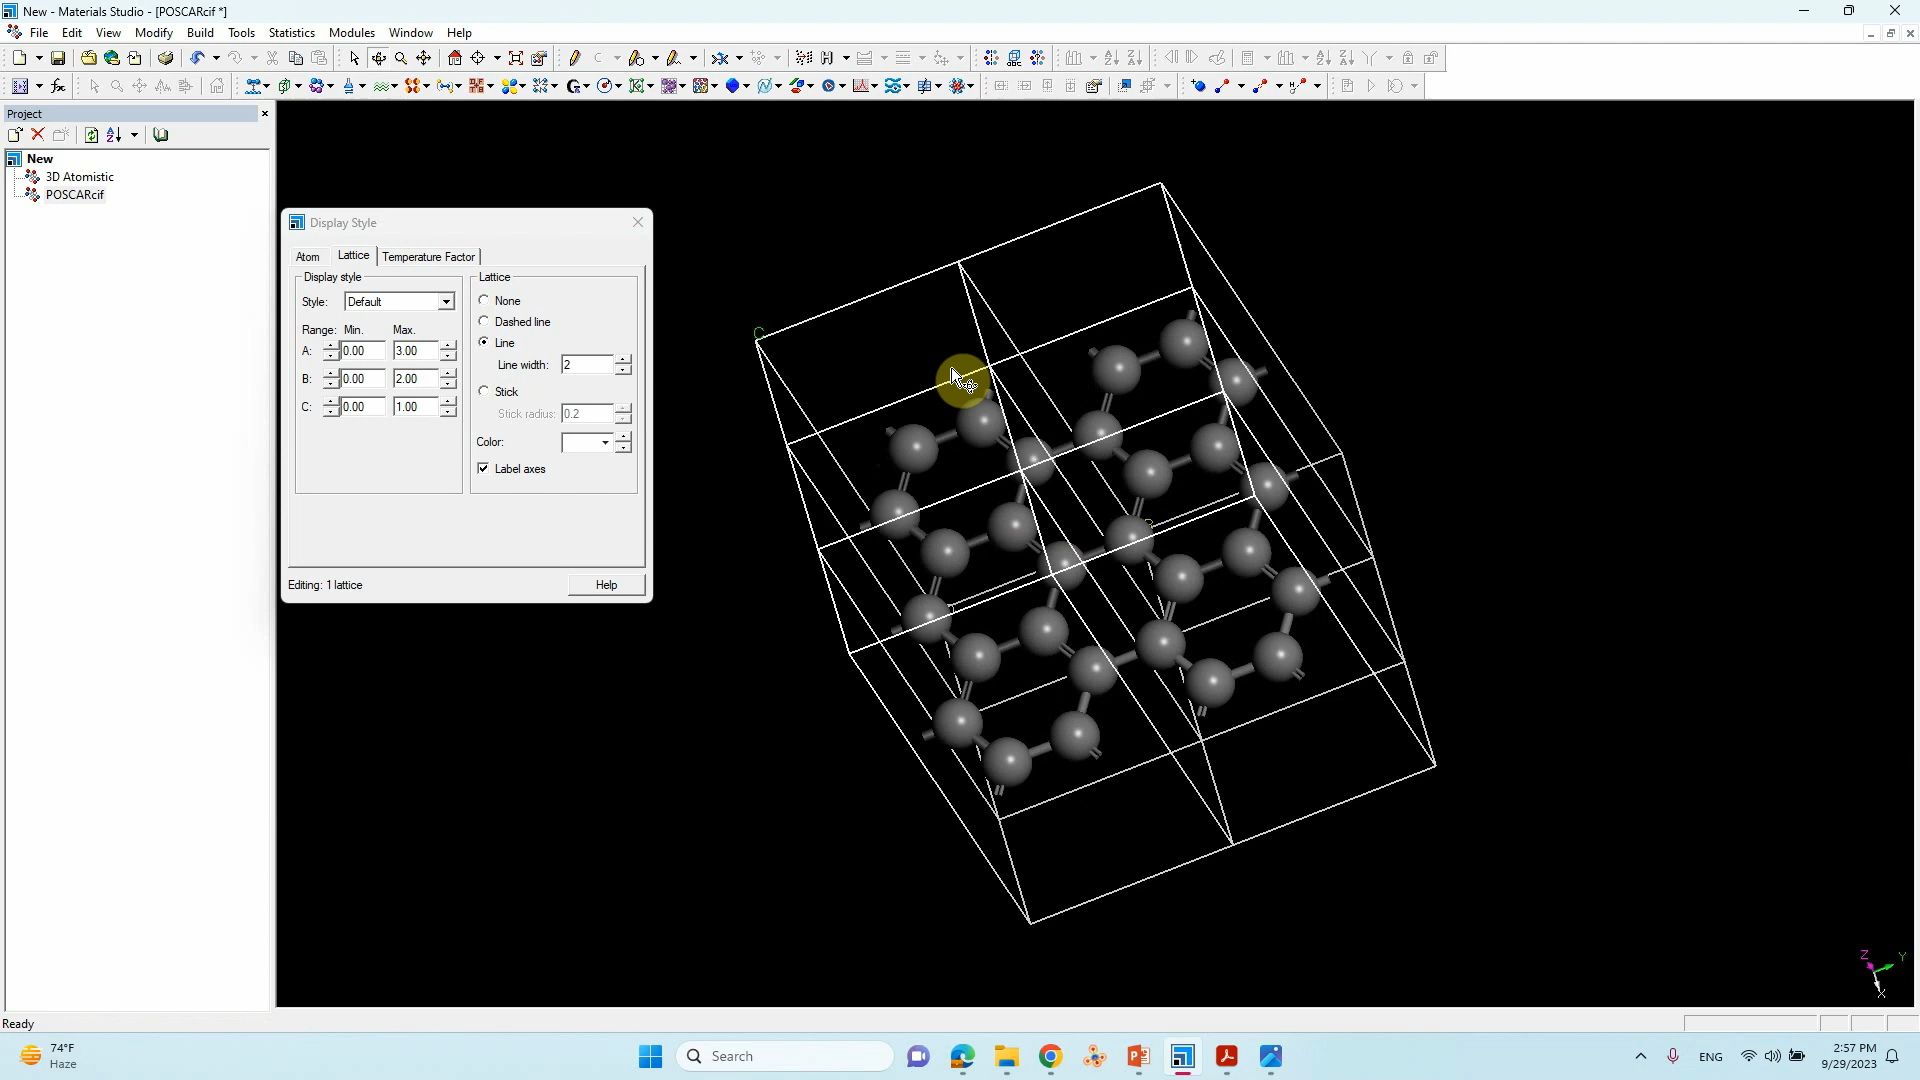 New - Materials Studio - [POSCARcif *]
File Edit View Modify Build Tools Statistics Modules Window Help
Project
New
3D Atomistic
POSCARcif
Display Style
Atom Lattice Temperature Factor
Display style
Style: Default
Range: Min. Max.
A: 0.00 3.00
B: 0.00 2.00
C: 0.00 1.00
Lattice
None
Dashed line
Line
Line width: 2
Stick
Stick radius: 0.2
Color:
Label axes
Editing: 1 lattice
Help
C
B
Z Y
X
Ready
74°F
Haze
Search
ENG
2:57 PM
9/29/2023